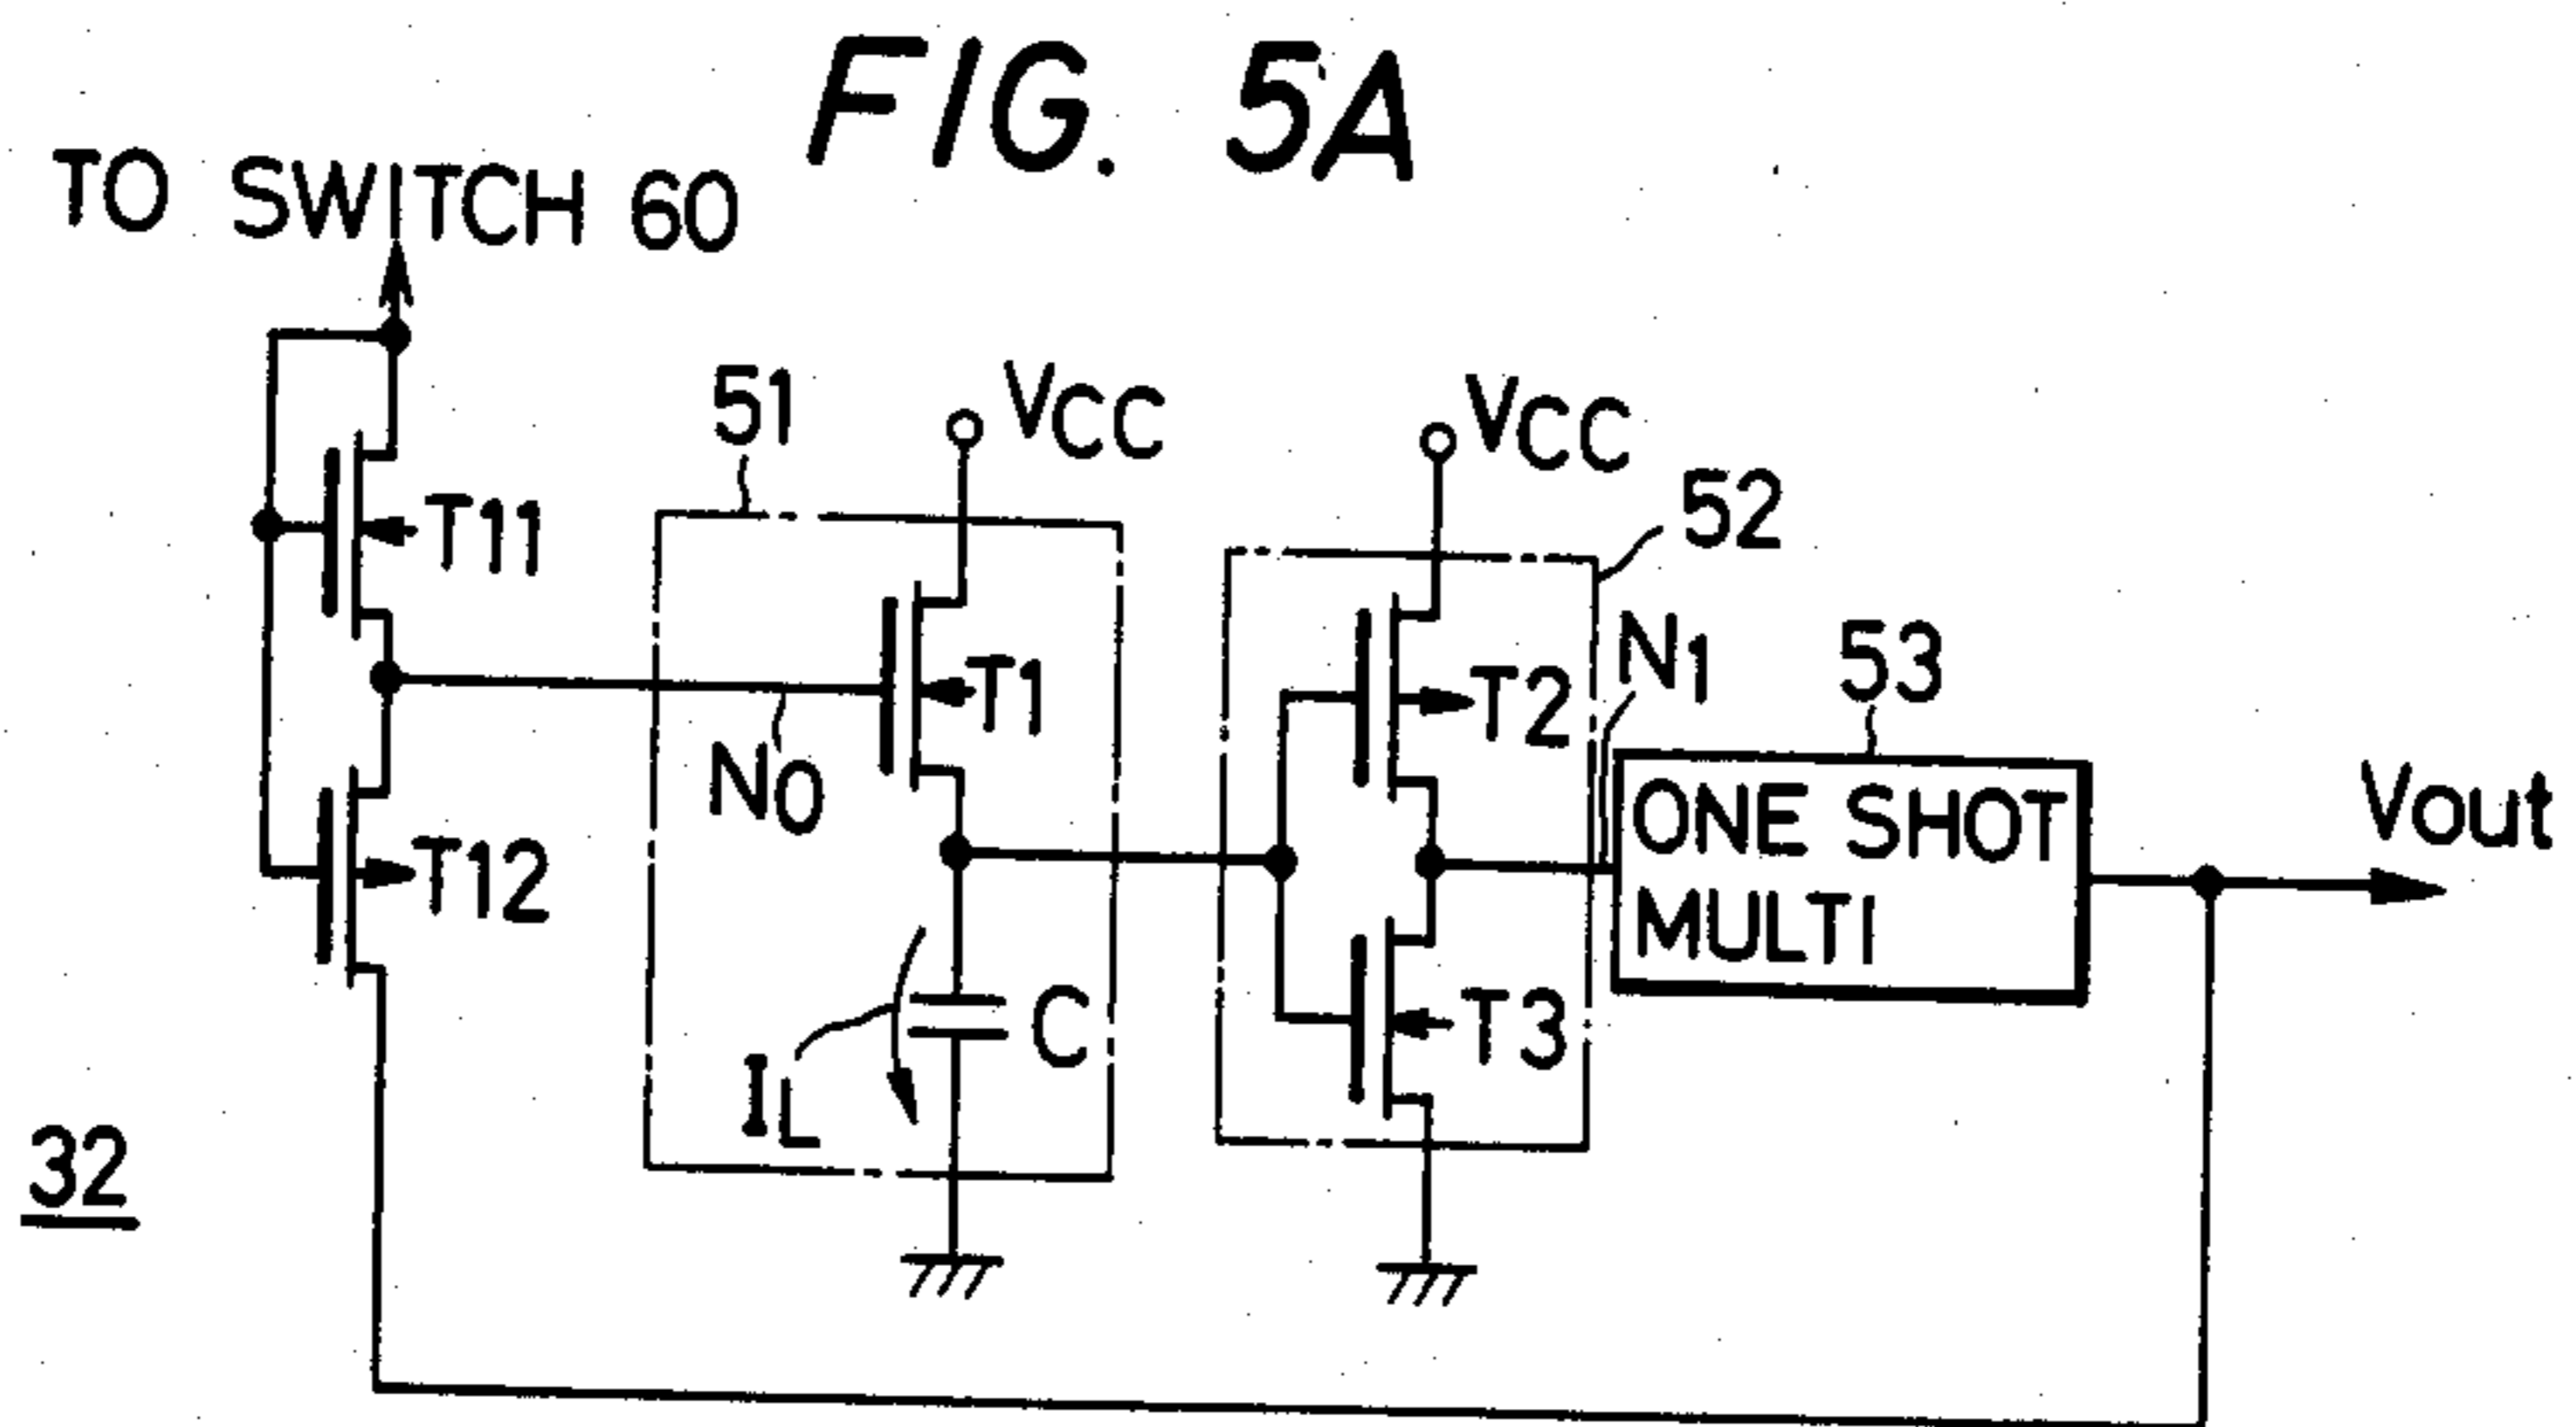 FIG. 5A
TO SWITCH 60
51
VCC
VCC
52
T11
N1
53
T1
T2
ONE SHOT
MULTI
Vout
N0
T12
C
T3
IL
32